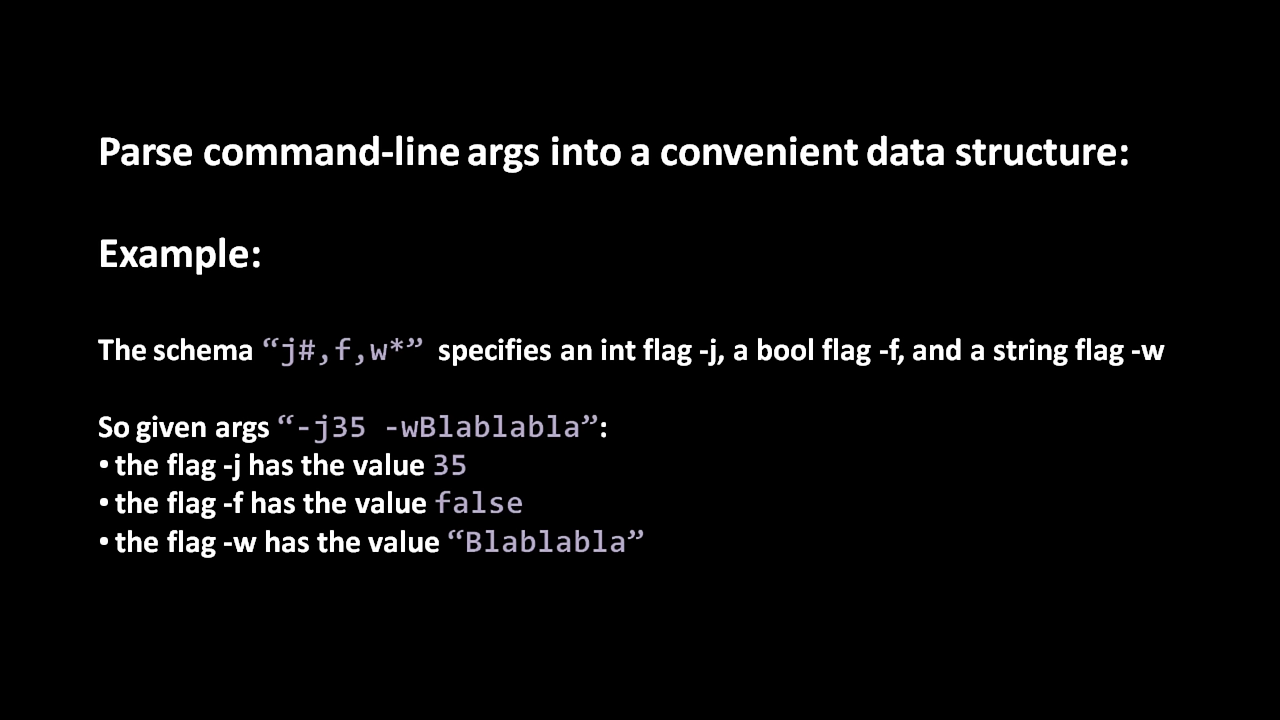 Parse command-line args into a convenient data structure:
Example:
The schema “j#,f,w*” specifies an int flag -j, a bool flag -f, and a string flag -w
So given args “-j35 -wBlablabla”:
• the flag -j has the value 35
• the flag -f has the value false
• the flag -w has the value “Blablabla”